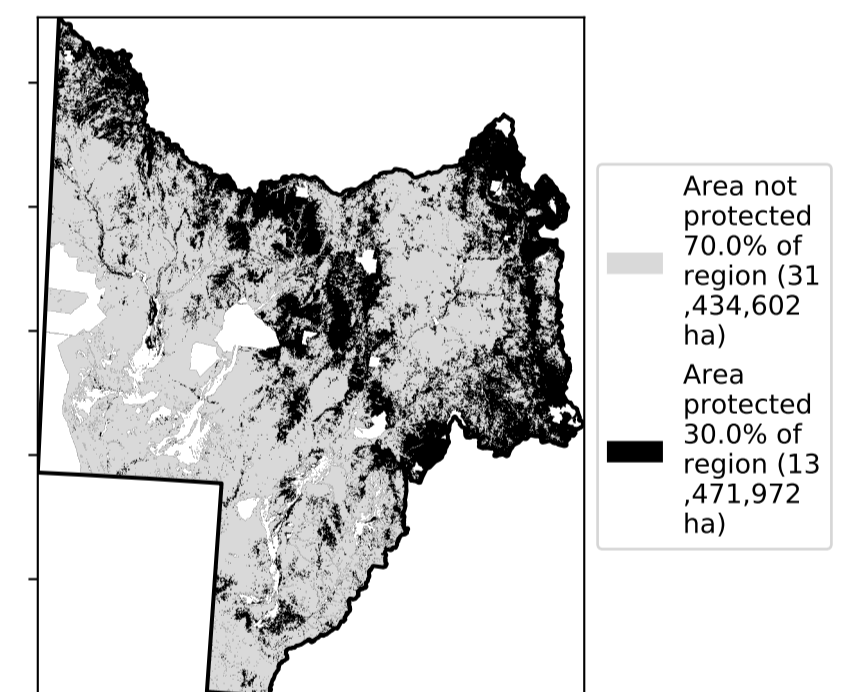 Area not
protected
70.0% of
region (31
,434,602
ha)
Area
protected
30.0% of
region (13
,471,972
ha)